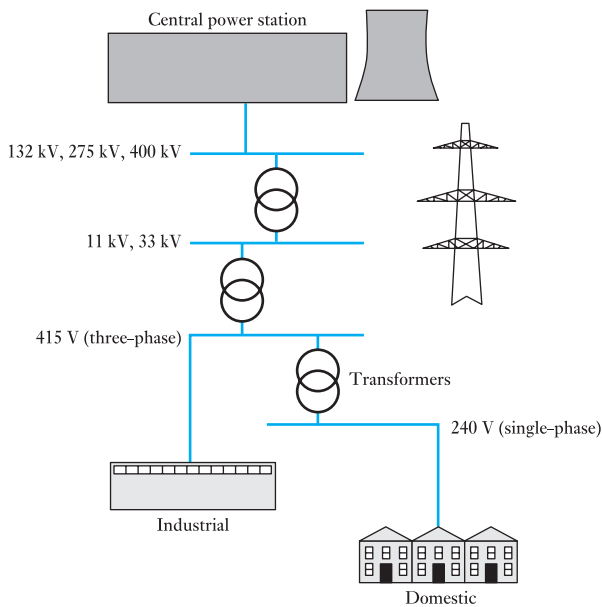 Central power station
132 kV, 275 kV, 400 kV
11 kV, 33 kV
415 V (three–phase)
Transformers
240 V (single–phase)
Industrial
Domestic